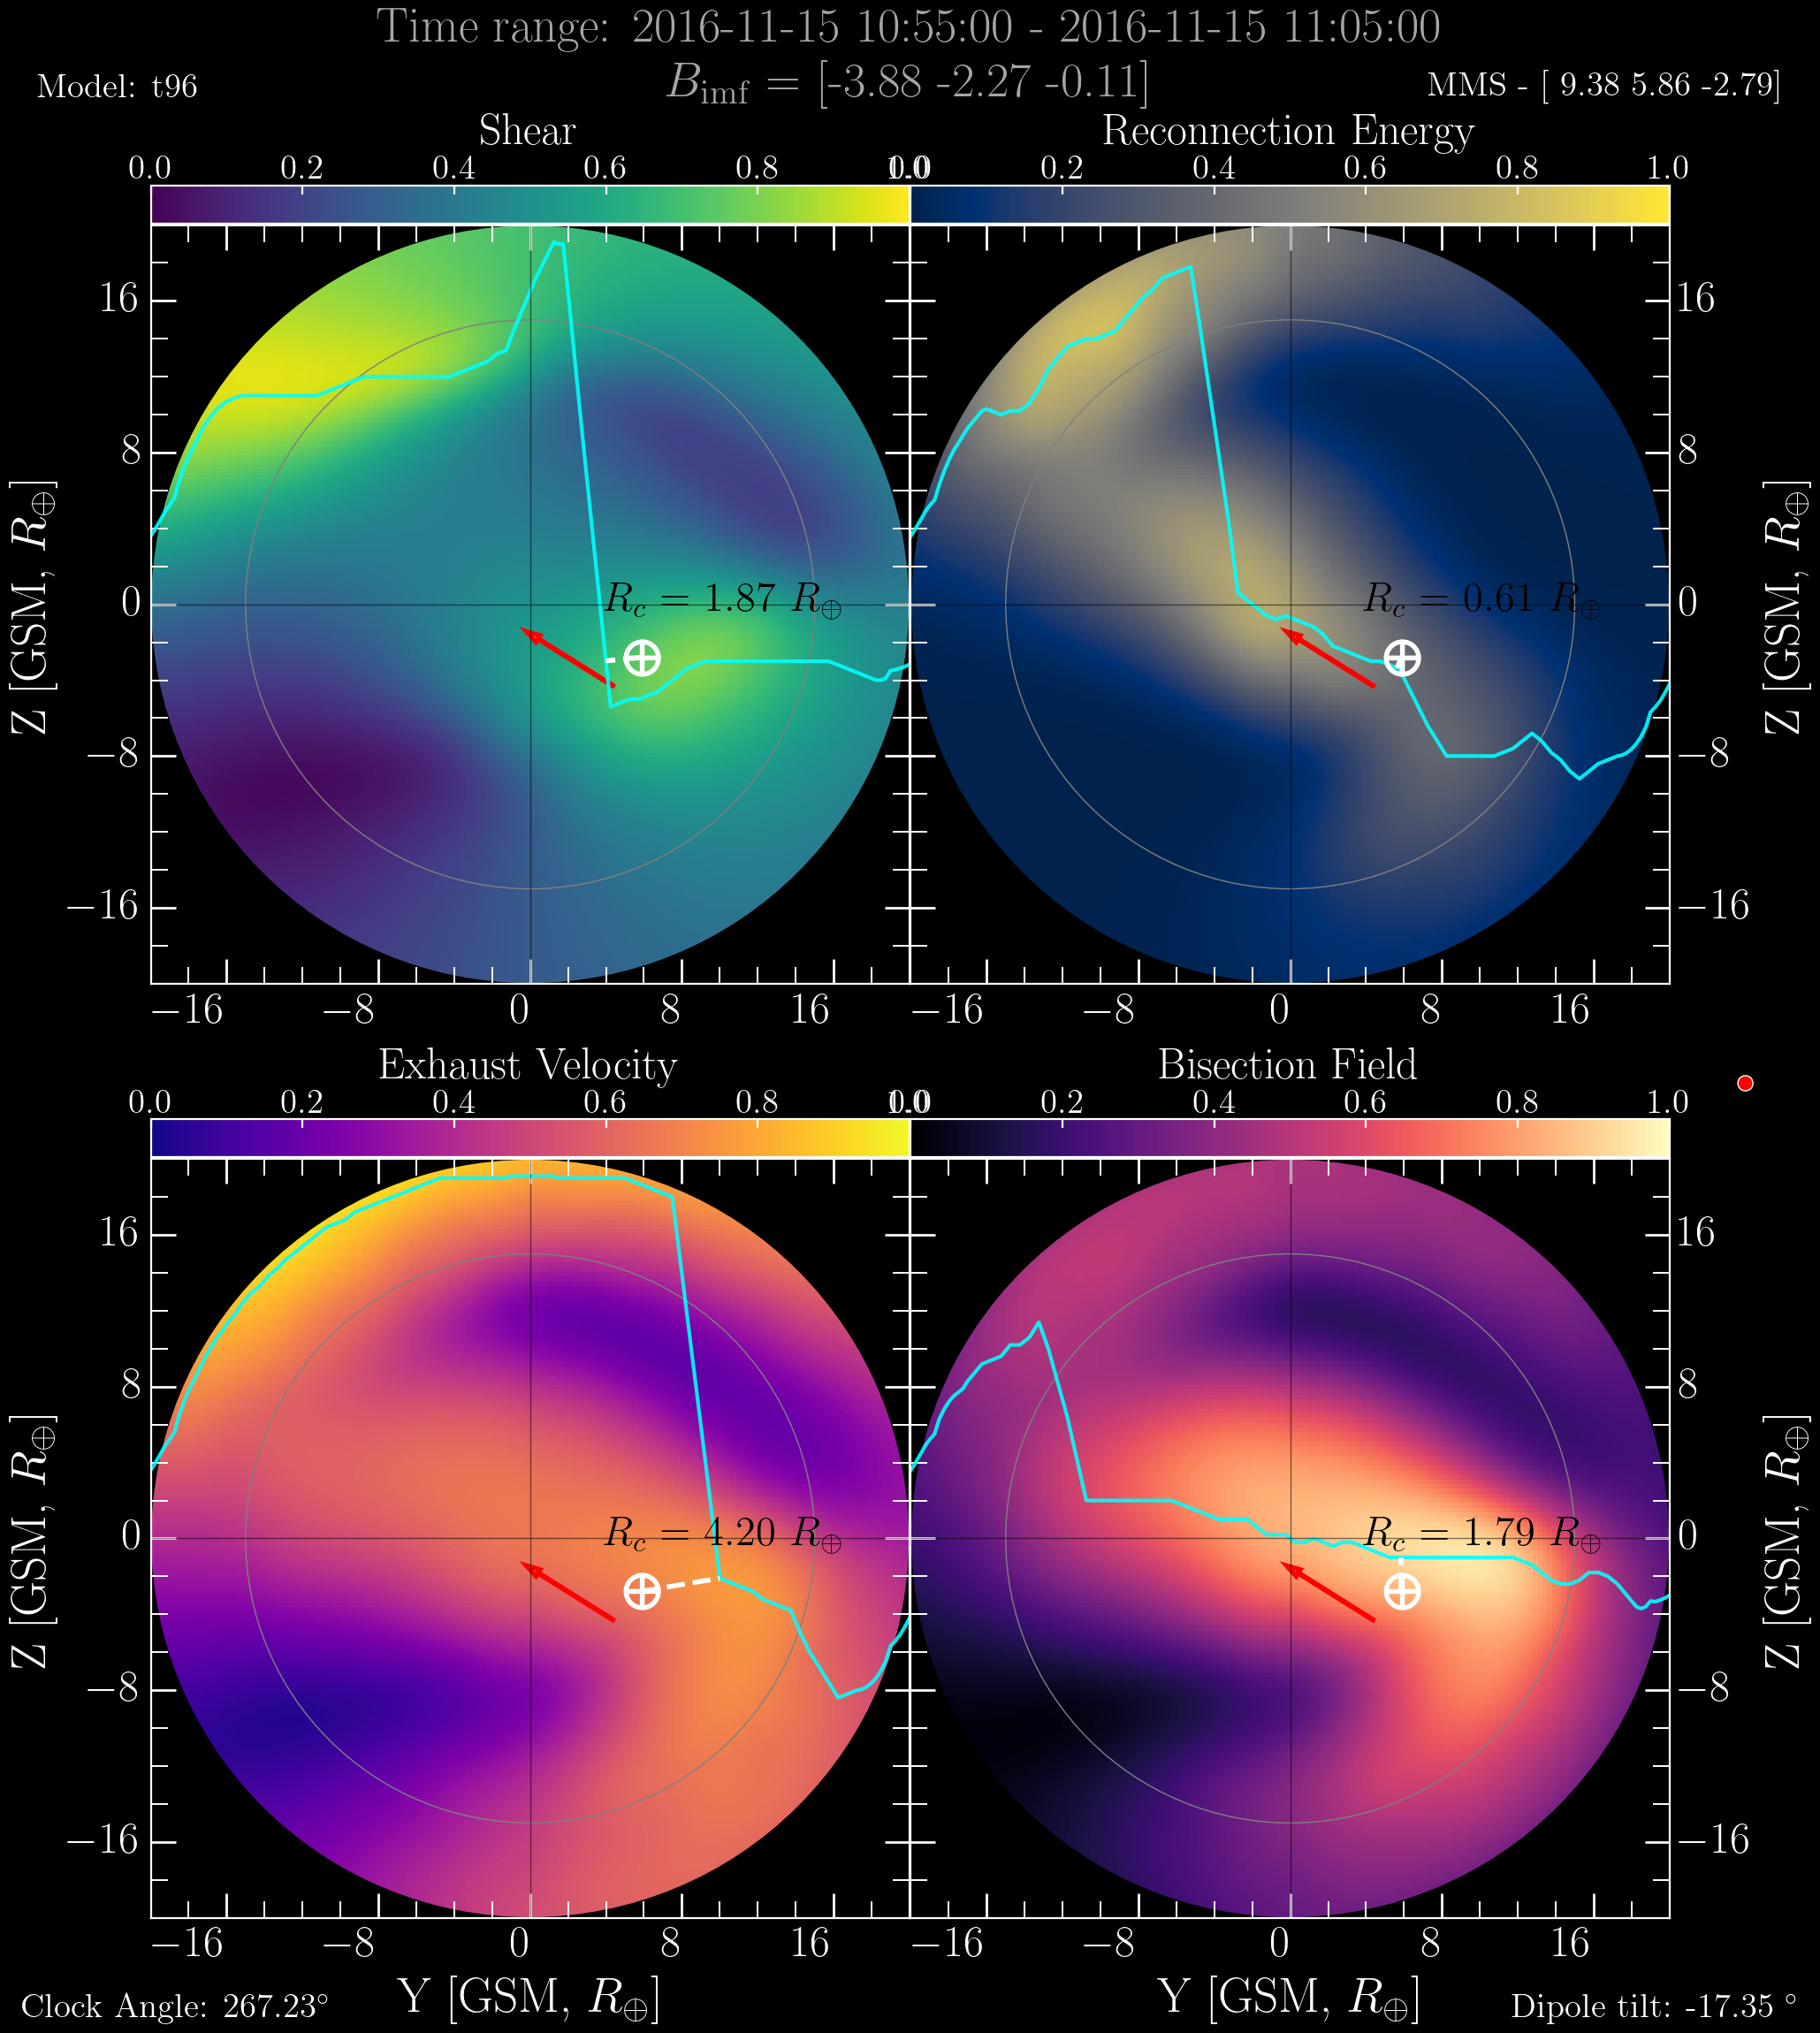 Time range: 2016-11-15 10:55:00 - 2016-11-15 11:05:00
Model: t96
B_imf = [-3.88 -2.27 -0.11]
MMS - [ 9.38 5.86 -2.79]
Shear
Reconnection Energy
0.0 0.2 0.4 0.6 0.8 1.0
0.0 0.2 0.4 0.6 0.8 1.0
16
8
0
−8
−16
Z [GSM, R⊕]
R_c = 1.87 R⊕
R_c = 0.61 R⊕
16
8
0
−8
−16
Z [GSM, R⊕]
−16 −8 0 8 16
−16 −8 0 8 16
Exhaust Velocity
Bisection Field
0.0 0.2 0.4 0.6 0.8 1.0
0.0 0.2 0.4 0.6 0.8 1.0
16
8
0
−8
−16
Z [GSM, R⊕]
R_c = 4.20 R⊕
R_c = 1.79 R⊕
16
8
0
−8
−16
Z [GSM, R⊕]
−16 −8 0 8 16
−16 −8 0 8 16
Y [GSM, R⊕]
Y [GSM, R⊕]
Clock Angle: 267.23°
Dipole tilt: -17.35 °